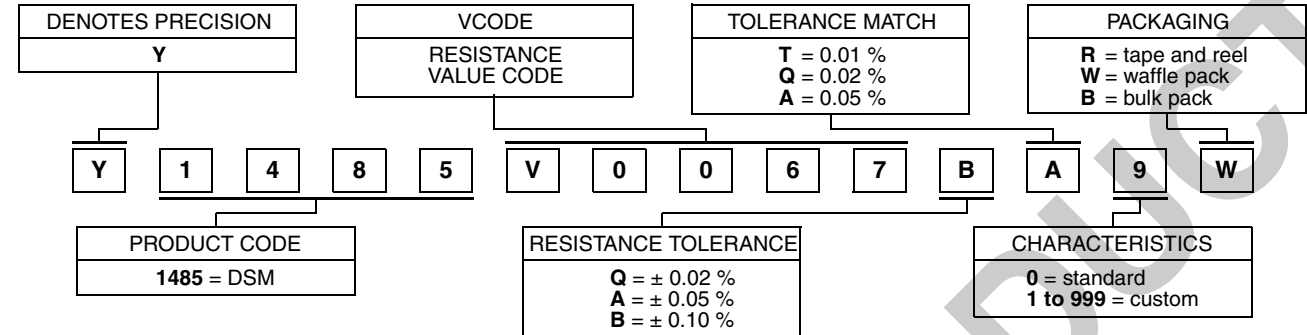 DENOTES PRECISION
Y
VCODE
RESISTANCE
VALUE CODE
TOLERANCE MATCH
T = 0.01 %
Q = 0.02 %
A = 0.05 %
PACKAGING
R = tape and reel
W = waffle pack
B = bulk pack
Y 1 4 8 5 V 0 0 6 7 B A 9 W
PRODUCT CODE
1485 = DSM
RESISTANCE TOLERANCE
Q = ± 0.02 %
A = ± 0.05 %
B = ± 0.10 %
CHARACTERISTICS
0 = standard
1 to 999 = custom
DUCT